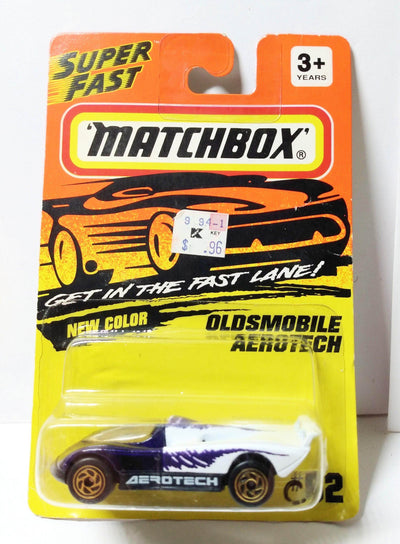 SUPER
FAST
3+
YEARS
'MATCHBOX'®
9 94-1
K KEY
$ .96
GET IN THE FAST LANE!
NEW COLOR
OLDSMOBILE
AEROTECH
AEROTECH